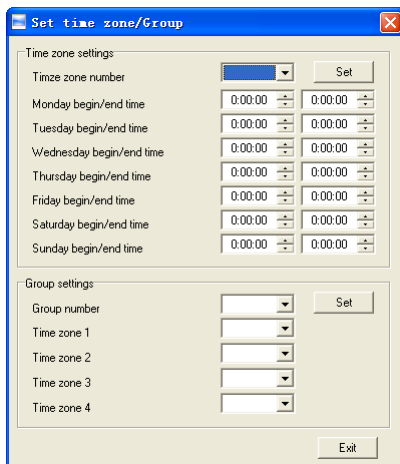 Set time zone/Group
Time zone settings
Timze zone number Set
Monday begin/end time 0:00:00 0:00:00
Tuesday begin/end time 0:00:00 0:00:00
Wednesday begin/end time 0:00:00 0:00:00
Thursday begin/end time 0:00:00 0:00:00
Friday begin/end time 0:00:00 0:00:00
Saturday begin/end time 0:00:00 0:00:00
Sunday begin/end time 0:00:00 0:00:00
Group settings
Group number Set
Time zone 1
Time zone 2
Time zone 3
Time zone 4
Exit